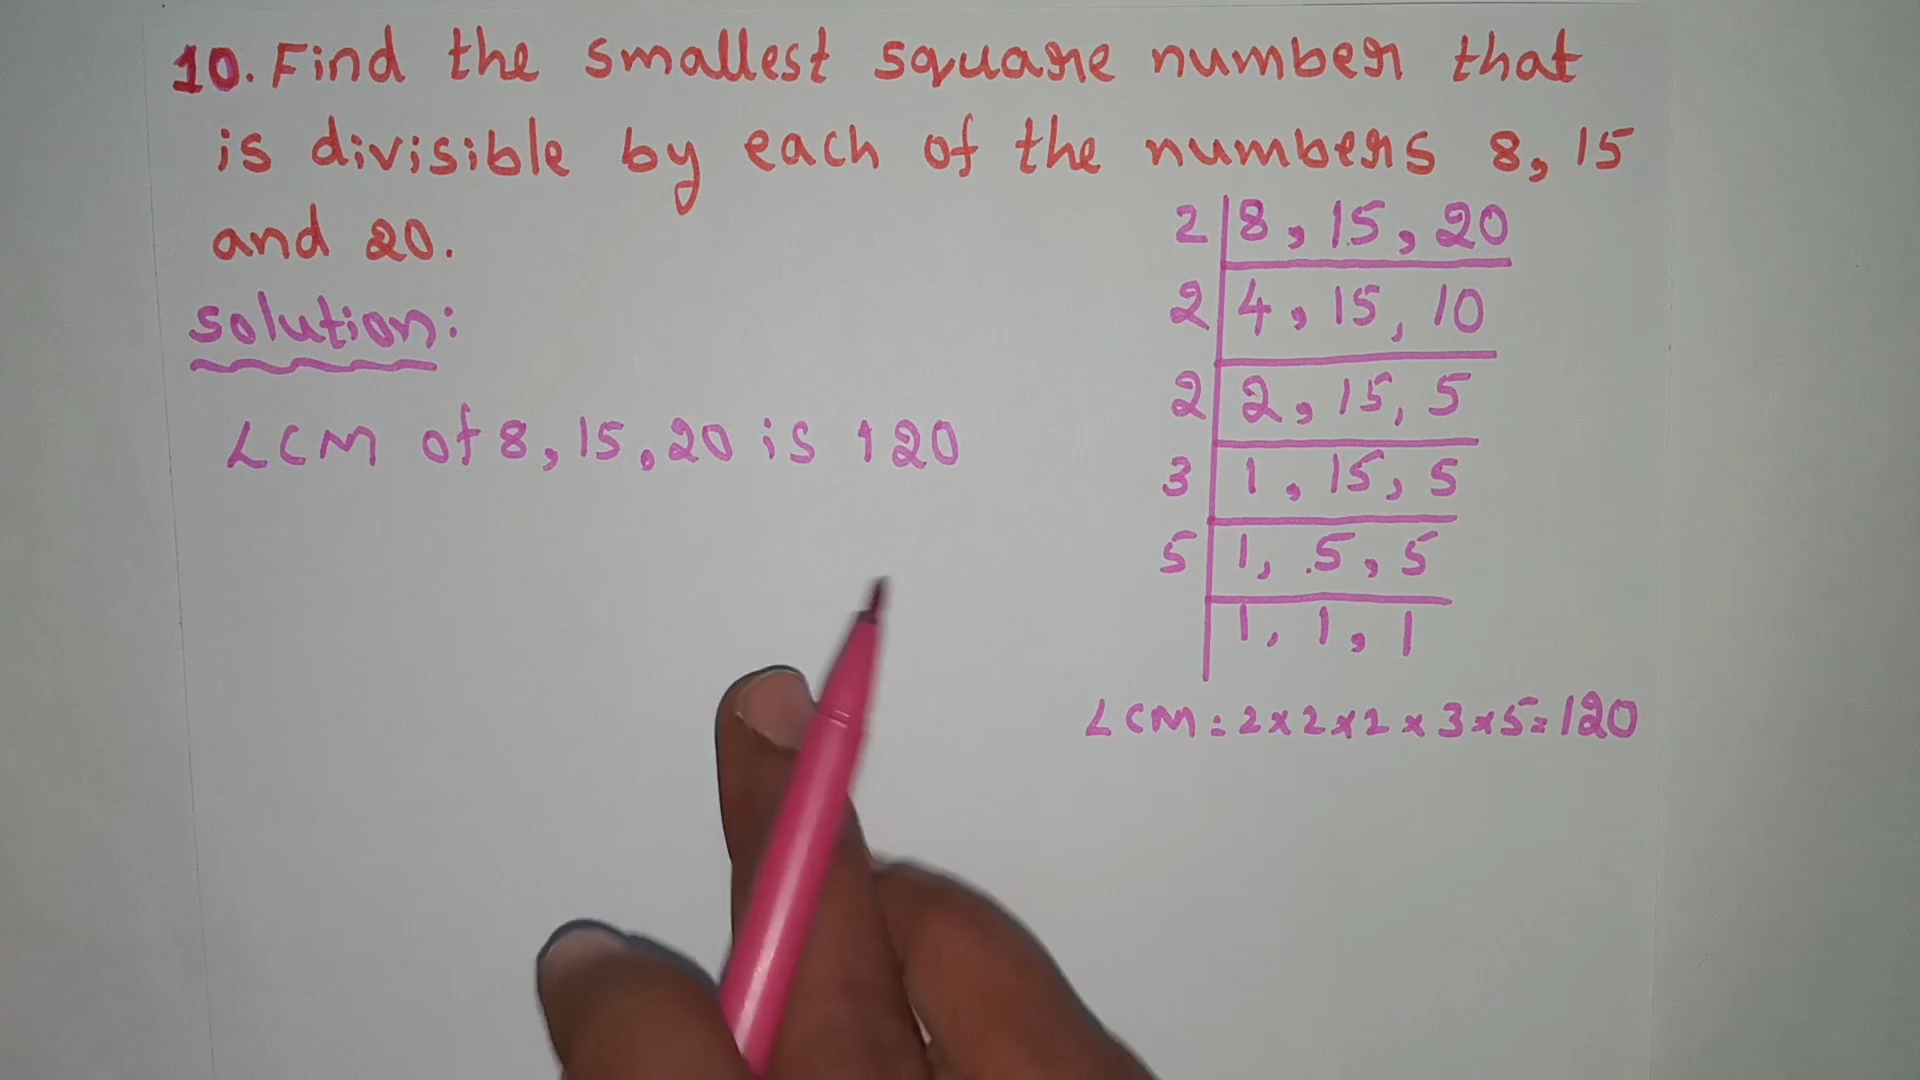 10. Find the smallest square number that
is divisible by each of the numbers 8, 15
and 20.
solution:
LCM of 8, 15, 20 is 120
2 | 8, 15, 20
2 | 4, 15, 10
2 | 2, 15, 5
3 | 1, 15, 5
5 | 1, 5, 5
1, 1, 1
LCM = 2 × 2 × 2 × 3 × 5 = 120